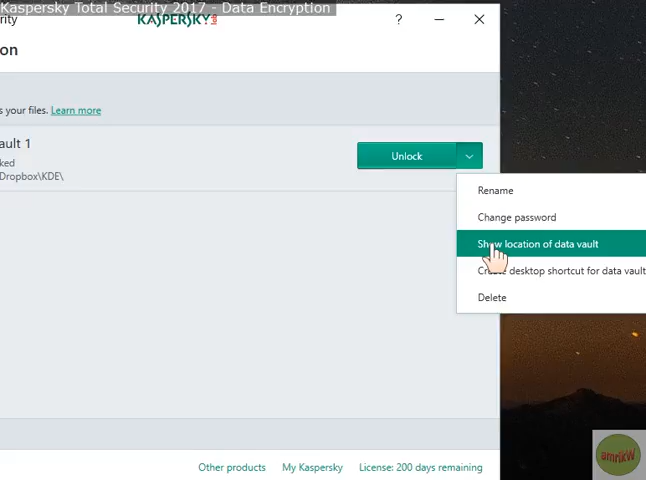 Kaspersky Total Security 2017 - Data Encryption
rity
KASPERSKY lab
?
on
s your files. Learn more
ault 1
ked
Dropbox\KDE\
Unlock
Rename
Change password
Show location of data vault
Create desktop shortcut for data vault
Delete
Other products My Kaspersky License: 200 days remaining
amrikW